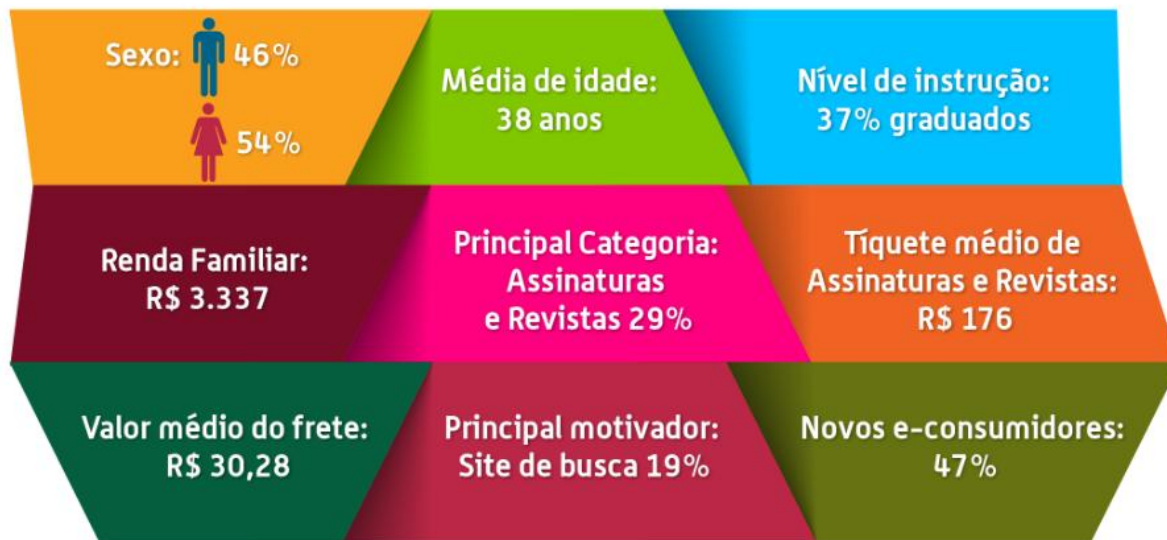 Sexo: 46%
54%
Média de idade:
38 anos
Nível de instrução:
37% graduados
Renda Familiar:
R$ 3.337
Principal Categoria:
Assinaturas
e Revistas 29%
Tíquete médio de
Assinaturas e Revistas:
R$ 176
Valor médio do frete:
R$ 30,28
Principal motivador:
Site de busca 19%
Novos e-consumidores:
47%